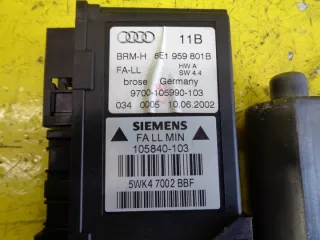 11B
BRM-H 8E1 959 801B
FA-LL HW A
SW 4.4
brose Germany
9700-105990-103
034 0005 10.06.2002
SIEMENS
FA LL MIN
105840-103
5WK4 7002 BBF